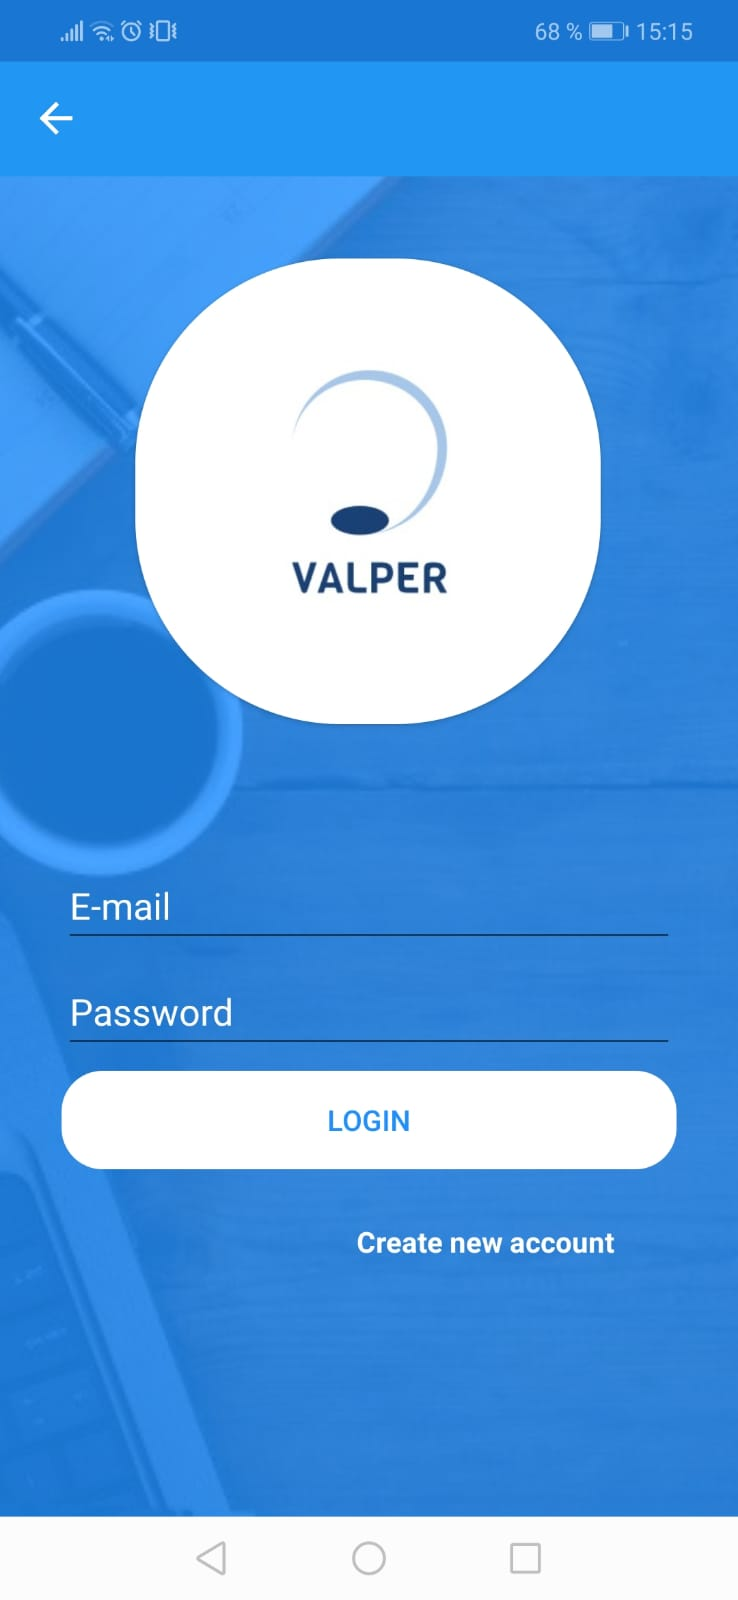 68 % 15:15
VALPER
E-mail
Password
LOGIN
Create new account